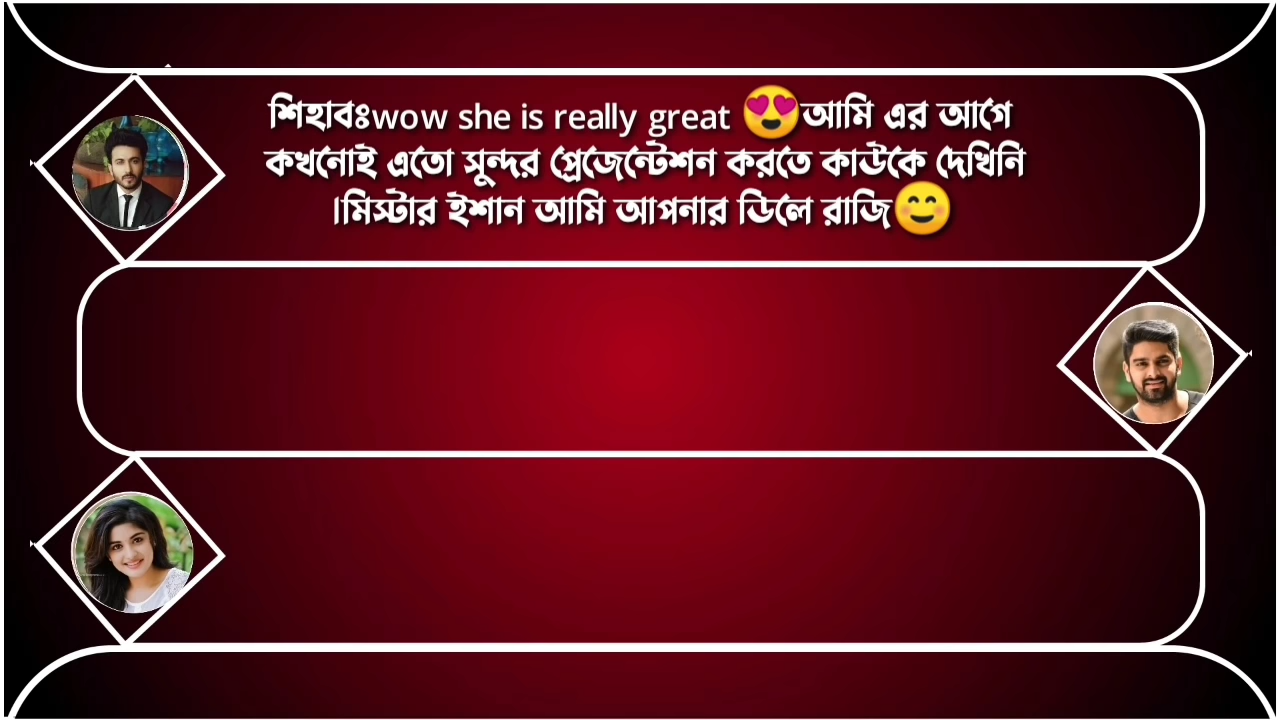 শিহাবঃwow she is really great 😍আমি এর আগে
কখনোই এতো সুন্দর প্রেজেন্টেশন করতে কাউকে দেখিনি
।মিস্টার ইশান আমি আপনার ডিলে রাজি😊